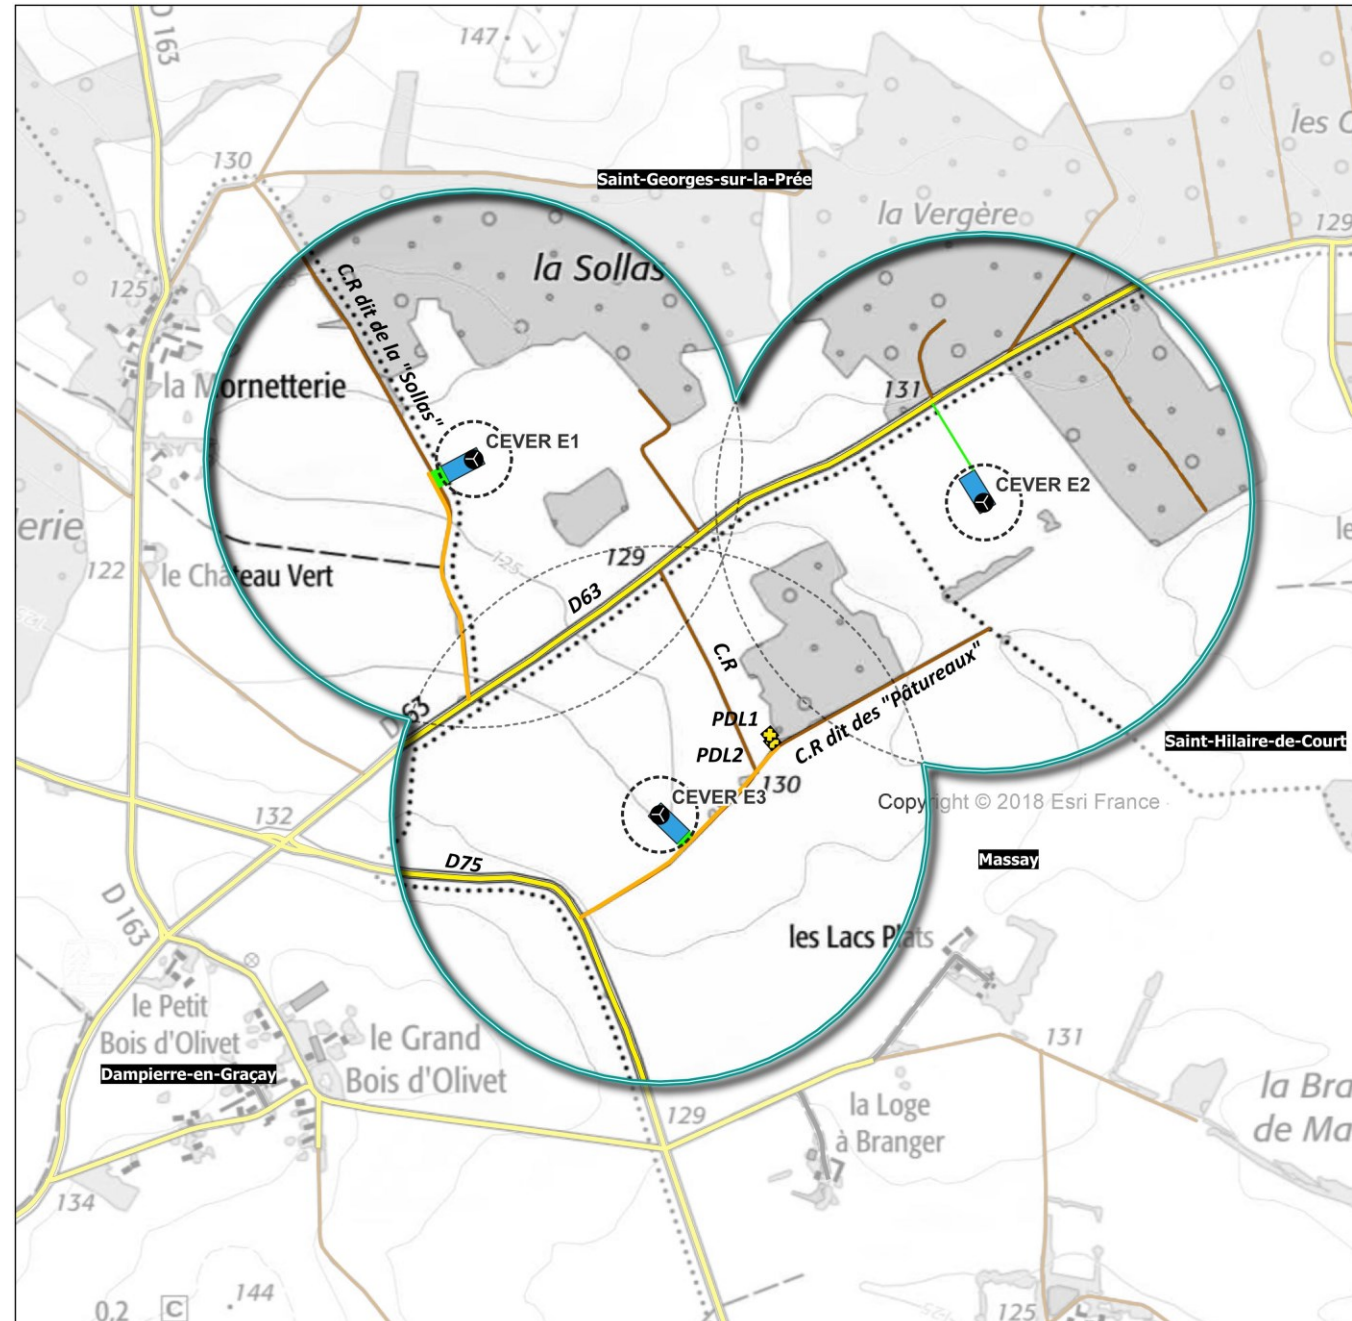 D 163
147
les C
130
Saint-Georges-sur-la-Prée
la Vergère
129
la Sollas
C.R dit de la "Sollas"
125
la Mornetterie
131
CEVER E1
CEVER E2
erie
le
129
125
122
le Château Vert
D63
C.R
C.R dit des "Pâtureaux"
PDL1
D 63
PDL2
Saint-Hilaire-de-Court
130
CEVER E3
Copyright © 2018 Esri France
132
D75
Massay
D 163
les Lacs Plats
le Petit
Bois d'Olivet
le Grand
Bois d'Olivet
131
Dampierre-en-Graçay
la Bra
de Ma
129
la Loge
à Branger
134
144
0.2
C
125